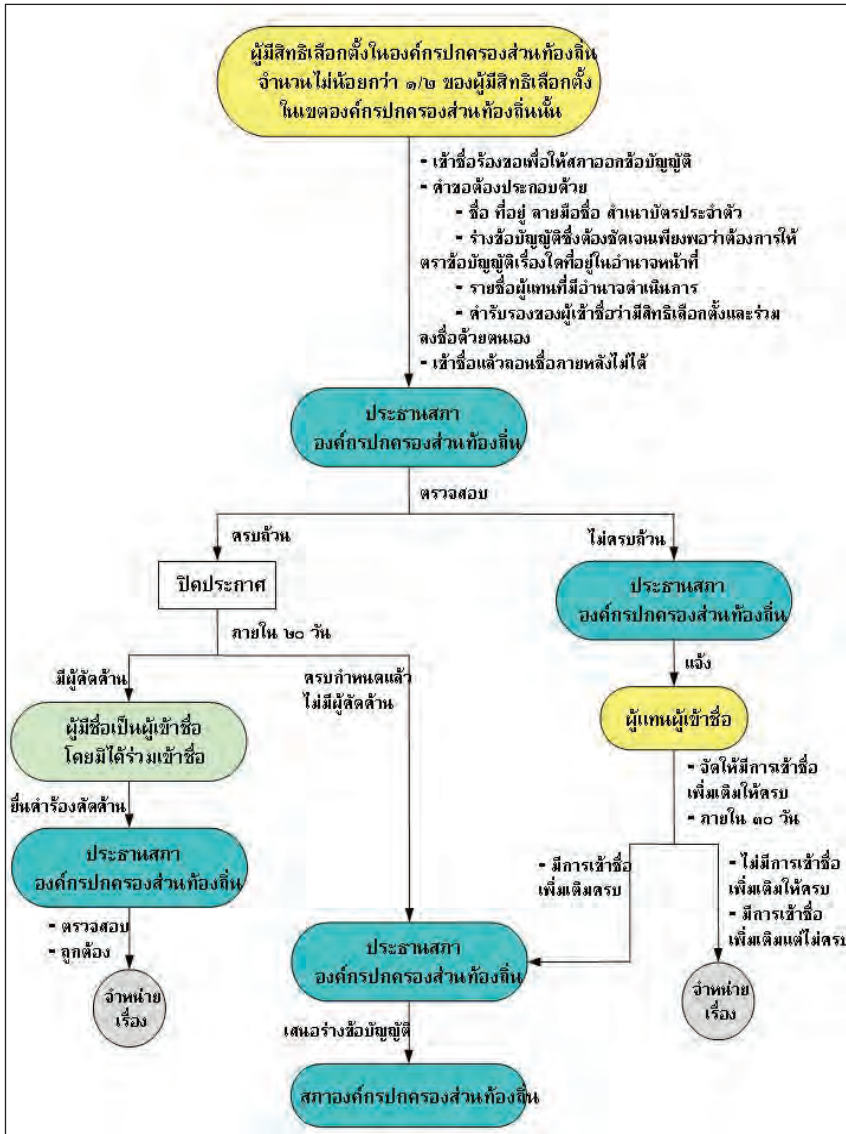 ผู้มีสิทธิเลือกตั้งในองค์กรปกครองส่วนท้องถิ่น
จำนวนไม่น้อยกว่า ๑/๒ ของผู้มีสิทธิเลือกตั้ง
ในเขตองค์กรปกครองส่วนท้องถิ่นนั้น
- เข้าชื่อร้องขอเพื่อให้สภาออกข้อบัญญัติ
- คำขอต้องประกอบด้วย
- ชื่อ ที่อยู่ ลายมือชื่อ สำเนาบัตรประจำตัว
- ร่างข้อบัญญัติซึ่งต้องชัดเจนเพียงพอว่าต้องการให้
ตราข้อบัญญัติเรื่องใดที่อยู่ในอำนาจหน้าที่
- รายชื่อผู้แทนที่มีอำนาจดำเนินการ
- คำรับรองของผู้เข้าชื่อว่ามีสิทธิเลือกตั้งและร่วม
ลงชื่อด้วยตนเอง
- เข้าชื่อแล้วถอนชื่อภายหลังไม่ได้
ประธานสภา
องค์กรปกครองส่วนท้องถิ่น
ตรวจสอบ
ครบถ้วน
ไม่ครบถ้วน
ปิดประกาศ
ประธานสภา
องค์กรปกครองส่วนท้องถิ่น
ภายใน ๒๐ วัน
แจ้ง
มีผู้คัดค้าน
ครบกำหนดแล้ว
ไม่มีผู้คัดค้าน
ผู้มีชื่อเป็นผู้เข้าชื่อ
โดยมิได้ร่วมเข้าชื่อ
ผู้แทนผู้เข้าชื่อ
- จัดให้มีการเข้าชื่อ
เพิ่มเติมให้ครบ
- ภายใน ๓๐ วัน
ยื่นคำร้องคัดค้าน
ประธานสภา
องค์กรปกครองส่วนท้องถิ่น
- มีการเข้าชื่อ
เพิ่มเติมครบ
- ไม่มีการเข้าชื่อ
เพิ่มเติมให้ครบ
- มีการเข้าชื่อ
เพิ่มเติมแต่ไม่ครบ
- ตรวจสอบ
- ถูกต้อง
ประธานสภา
องค์กรปกครองส่วนท้องถิ่น
จำหน่าย
เรื่อง
จำหน่าย
เรื่อง
เสนอร่างข้อบัญญัติ
สภาองค์กรปกครองส่วนท้องถิ่น